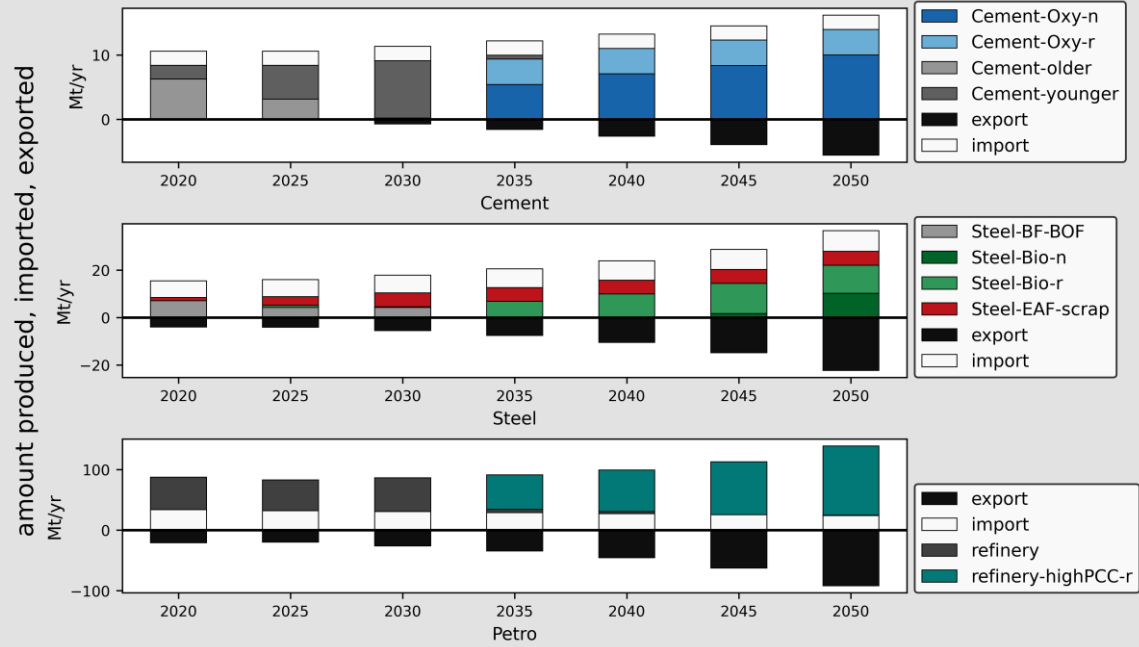 amount produced, imported, exported
Mt/yr
10
0
2020 2025 2030 2035 2040 2045 2050
Cement
Cement-Oxy-n
Cement-Oxy-r
Cement-older
Cement-younger
export
import
Mt/yr
20
0
−20
2020 2025 2030 2035 2040 2045 2050
Steel
Steel-BF-BOF
Steel-Bio-n
Steel-Bio-r
Steel-EAF-scrap
export
import
Mt/yr
100
0
−100
2020 2025 2030 2035 2040 2045 2050
Petro
export
import
refinery
refinery-highPCC-r